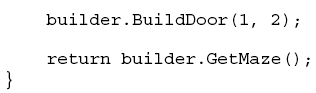 builder.BuildDoor(1, 2);
return builder.GetMaze();
}